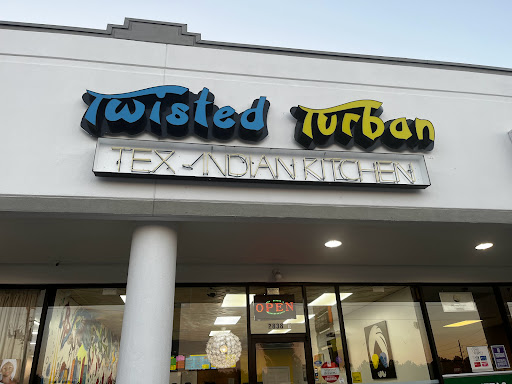 Twisted Turban
TEX-INDIAN KITCHEN
OPEN